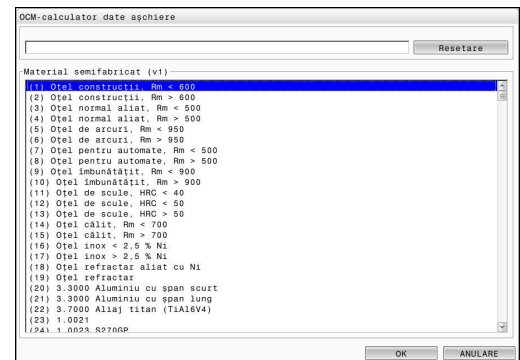 OCM-calculator date așchiere
Resetare
Material semifabricat (v1)
(1) Oțel construcții, Rm < 600
(2) Oțel construcții, Rm > 600
(3) Oțel normal aliat, Rm < 500
(4) Oțel normal aliat, Rm > 500
(5) Oțel de arcuri, Rm < 950
(6) Oțel de arcuri, Rm > 950
(7) Oțel pentru automate, Rm < 500
(8) Oțel pentru automate, Rm > 500
(9) Oțel îmbunătățit, Rm < 900
(10) Oțel îmbunătățit, Rm > 900
(11) Oțel de scule, HRC < 40
(12) Oțel de scule, HRC < 50
(13) Oțel de scule, HRC > 50
(14) Oțel călit, Rm < 700
(15) Oțel călit, Rm > 700
(16) Oțel inox < 2,5 % Ni
(17) Oțel inox > 2,5 % Ni
(18) Oțel refractar aliat cu Ni
(19) Oțel refractar
(20) 3.3000 Aluminiu cu șpan scurt
(21) 3.3000 Aluminiu cu șpan lung
(22) 3.7000 Aliaj titan (TiAl6V4)
(23) 1.0021
(24) 1.0023 S270GP
OK
ANULARE